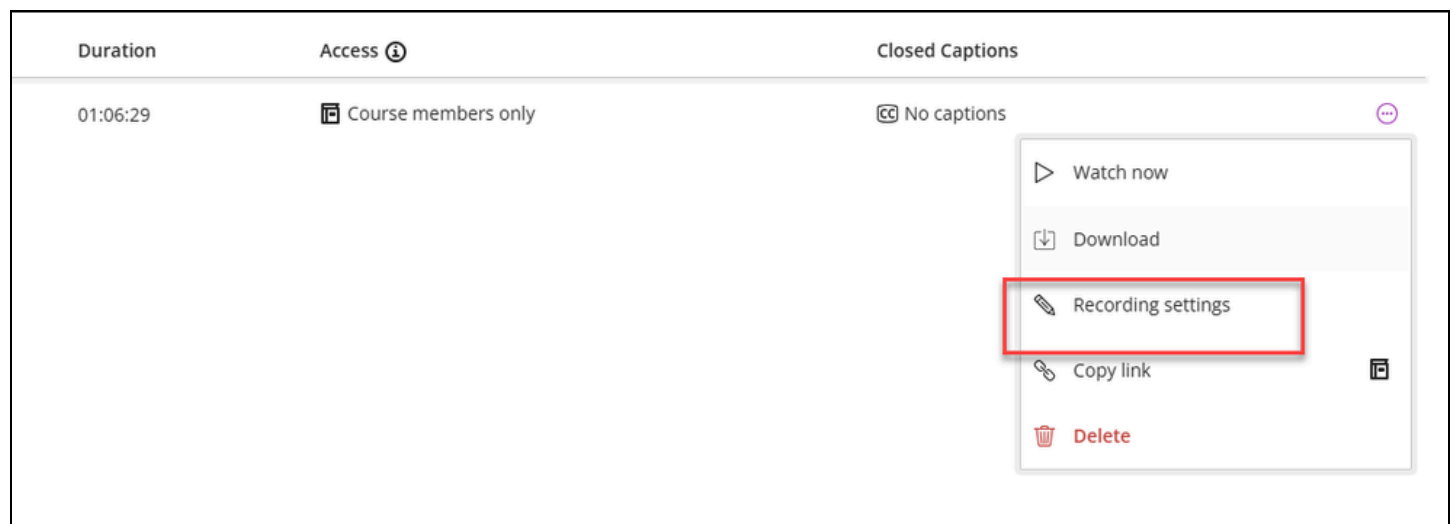 Duration Access Closed Captions
01:06:29 Course members only CC No captions
Watch now
Download
Recording settings
Copy link
Delete